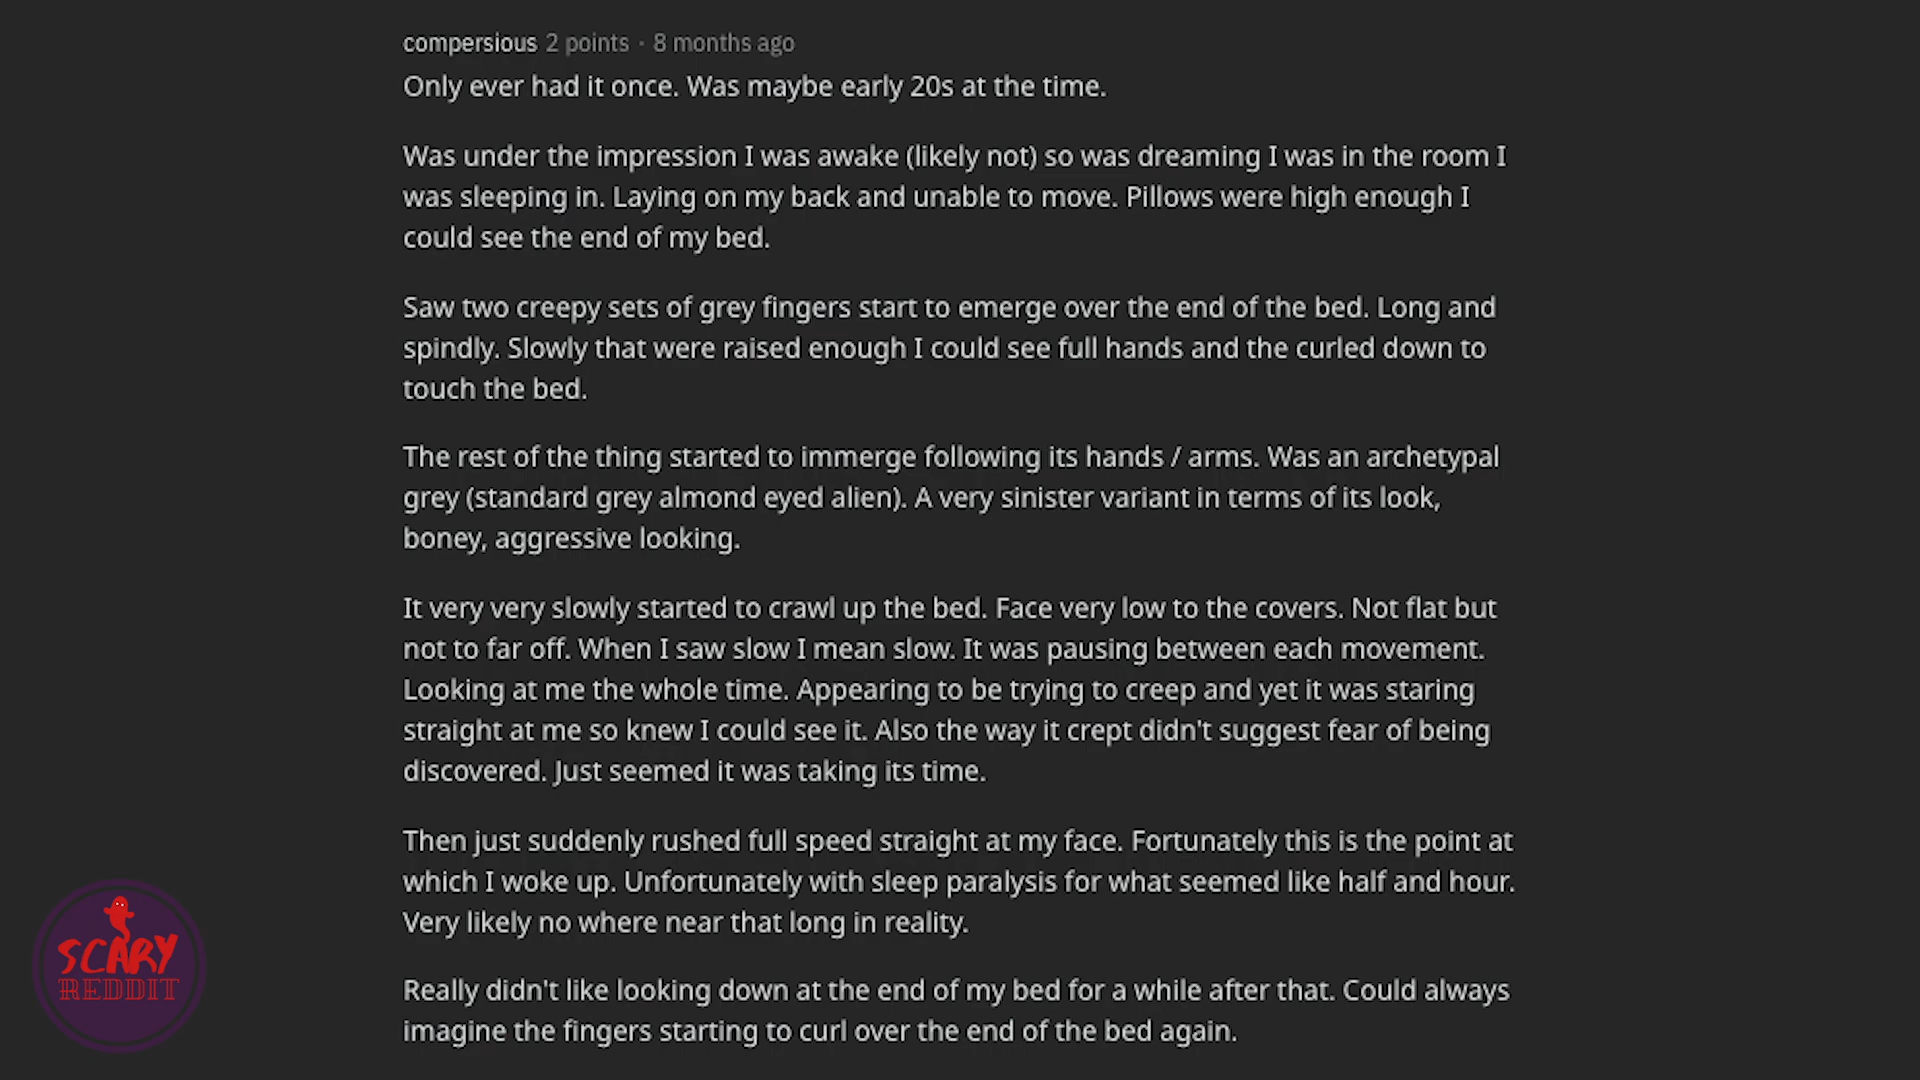 compersious 2 points · 8 months ago
Only ever had it once. Was maybe early 20s at the time.
Was under the impression I was awake (likely not) so was dreaming I was in the room I
was sleeping in. Laying on my back and unable to move. Pillows were high enough I
could see the end of my bed.
Saw two creepy sets of grey fingers start to emerge over the end of the bed. Long and
spindly. Slowly that were raised enough I could see full hands and the curled down to
touch the bed.
The rest of the thing started to immerge following its hands / arms. Was an archetypal
grey (standard grey almond eyed alien). A very sinister variant in terms of its look,
boney, aggressive looking.
It very very slowly started to crawl up the bed. Face very low to the covers. Not flat but
not to far off. When I saw slow I mean slow. It was pausing between each movement.
Looking at me the whole time. Appearing to be trying to creep and yet it was staring
straight at me so knew I could see it. Also the way it crept didn't suggest fear of being
discovered. Just seemed it was taking its time.
Then just suddenly rushed full speed straight at my face. Fortunately this is the point at
which I woke up. Unfortunately with sleep paralysis for what seemed like half and hour.
Very likely no where near that long in reality.
Really didn't like looking down at the end of my bed for a while after that. Could always
imagine the fingers starting to curl over the end of the bed again.
SCARY
REDDIT